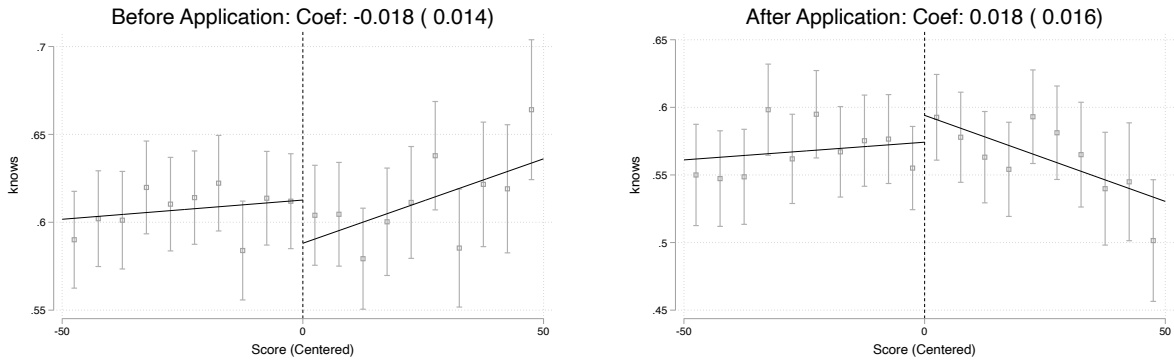 Before Application: Coef: -0.018 ( 0.014)
.7
.65
.6
.55
knows
-50
0
50
Score (Centered)
After Application: Coef: 0.018 ( 0.016)
.65
.6
.55
.5
.45
knows
-50
0
50
Score (Centered)